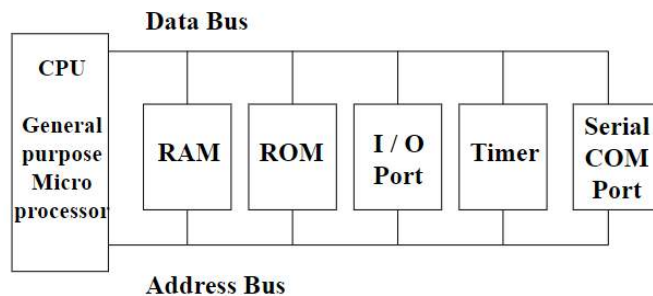 Data Bus
CPU
General
purpose
Micro
processor
RAM
ROM
I / O
Port
Timer
Serial
COM
Port
Address Bus